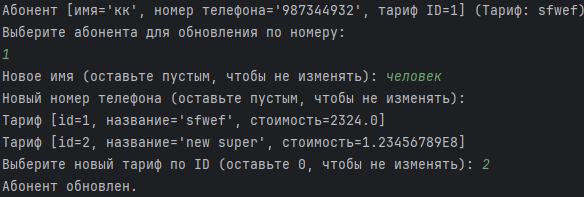 Абонент [имя='кк', номер телефона='987344932', тариф ID=1] (Тариф: sfwef)
Выберите абонента для обновления по номеру:
1
Новое имя (оставьте пустым, чтобы не изменять): человек
Новый номер телефона (оставьте пустым, чтобы не изменять):
Тариф [id=1, название='sfwef', стоимость=2324.0]
Тариф [id=2, название='new super', стоимость=1.23456789E8]
Выберите новый тариф по ID (оставьте 0, чтобы не изменять): 2
Абонент обновлен.